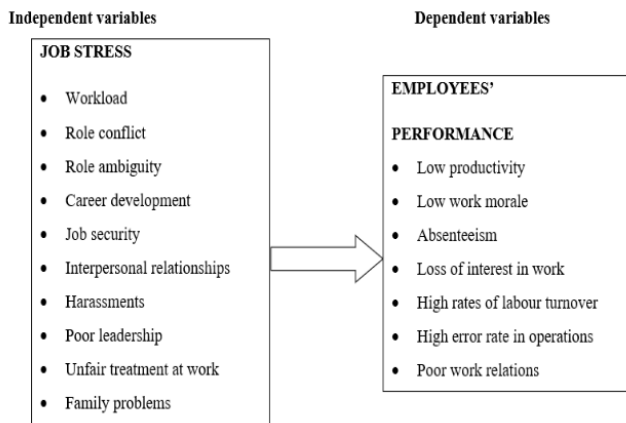 Independent variables
Dependent variables
JOB STRESS
• Workload
• Role conflict
• Role ambiguity
• Career development
• Job security
• Interpersonal relationships
• Harassments
• Poor leadership
• Unfair treatment at work
• Family problems
EMPLOYEES’
PERFORMANCE
• Low productivity
• Low work morale
• Absenteeism
• Loss of interest in work
• High rates of labour turnover
• High error rate in operations
• Poor work relations